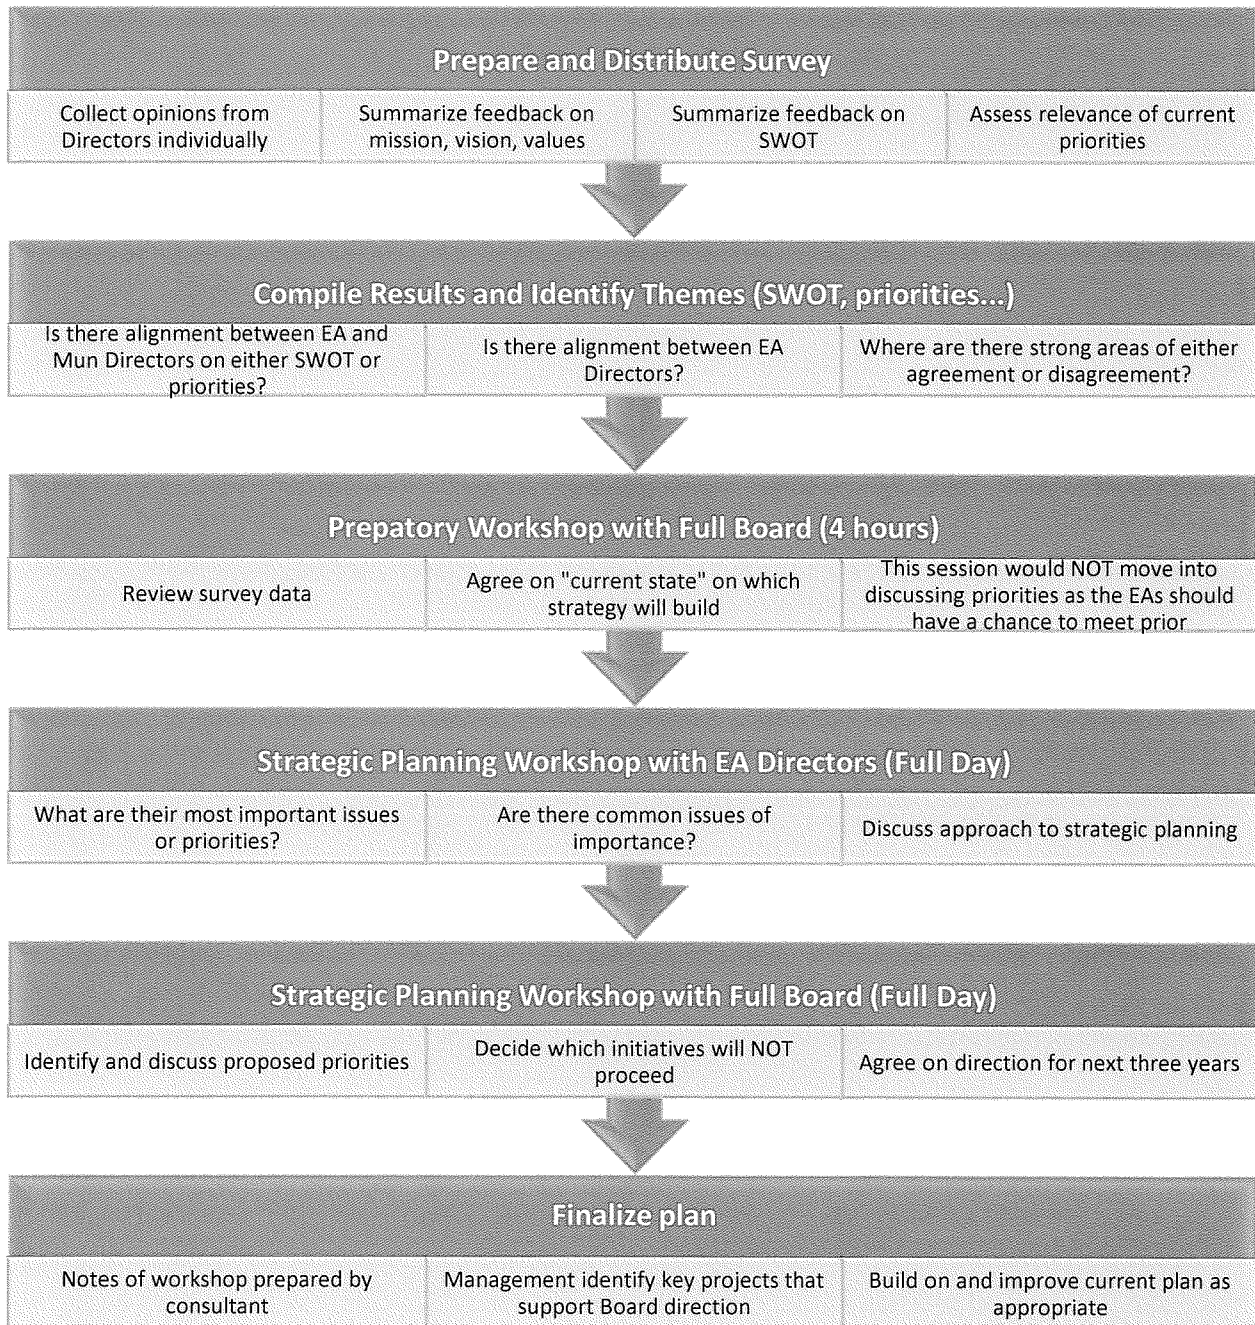 Prepare and Distribute Survey
Collect opinions from
Directors individually
Summarize feedback on
mission, vision, values
Summarize feedback on
SWOT
Assess relevance of current
priorities
Compile Results and Identify Themes (SWOT, priorities...)
Is there alignment between EA and
Mun Directors on either SWOT or
priorities?
Is there alignment between EA
Directors?
Where are there strong areas of either
agreement or disagreement?
Prepatory Workshop with Full Board (4 hours)
Review survey data
Agree on "current state" on which
strategy will build
This session would NOT move into
discussing priorities as the EAs should
have a chance to meet prior
Strategic Planning Workshop with EA Directors (Full Day)
What are their most important issues
or priorities?
Are there common issues of
importance?
Discuss approach to strategic planning
Strategic Planning Workshop with Full Board (Full Day)
Identify and discuss proposed priorities
Decide which initiatives will NOT
proceed
Agree on direction for next three years
Finalize plan
Notes of workshop prepared by
consultant
Management identify key projects that
support Board direction
Build on and improve current plan as
appropriate